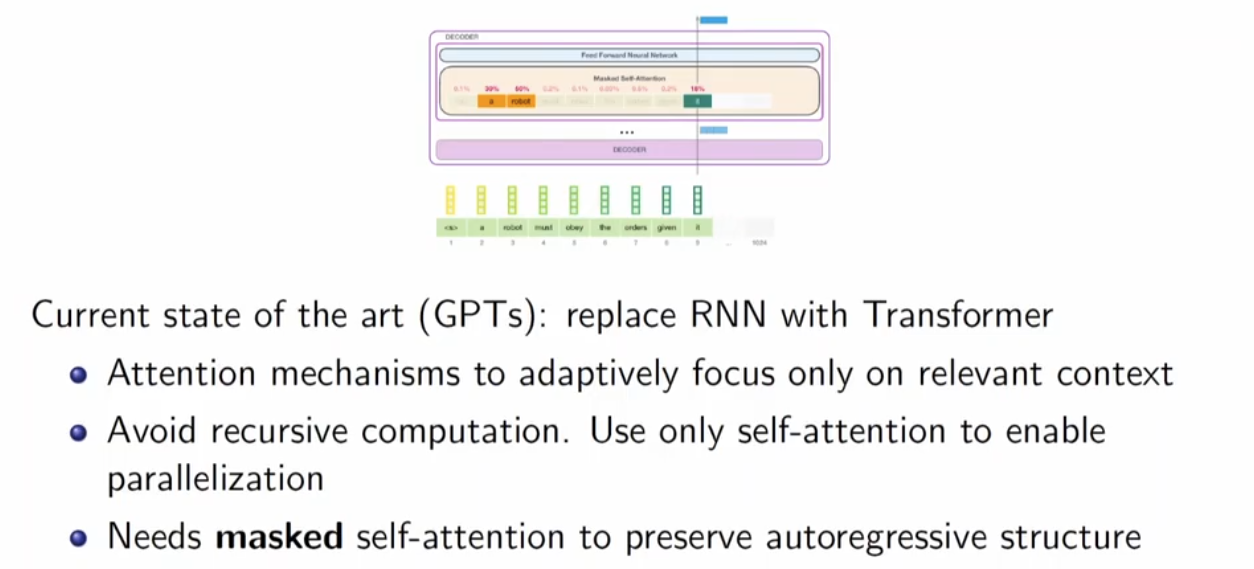 DECODER
Feed Forward Neural Network
Masked Self-Attention
0.1% 30% 50% 0.2% 0.1% 0.2% 19%
a robot it
...
DECODER
<s> a robot must obey the orders given it
1 2 3 4 5 6 7 8 9 ... 1024
Current state of the art (GPTs): replace RNN with Transformer
Attention mechanisms to adaptively focus only on relevant context
Avoid recursive computation. Use only self-attention to enable
parallelization
Needs masked self-attention to preserve autoregressive structure